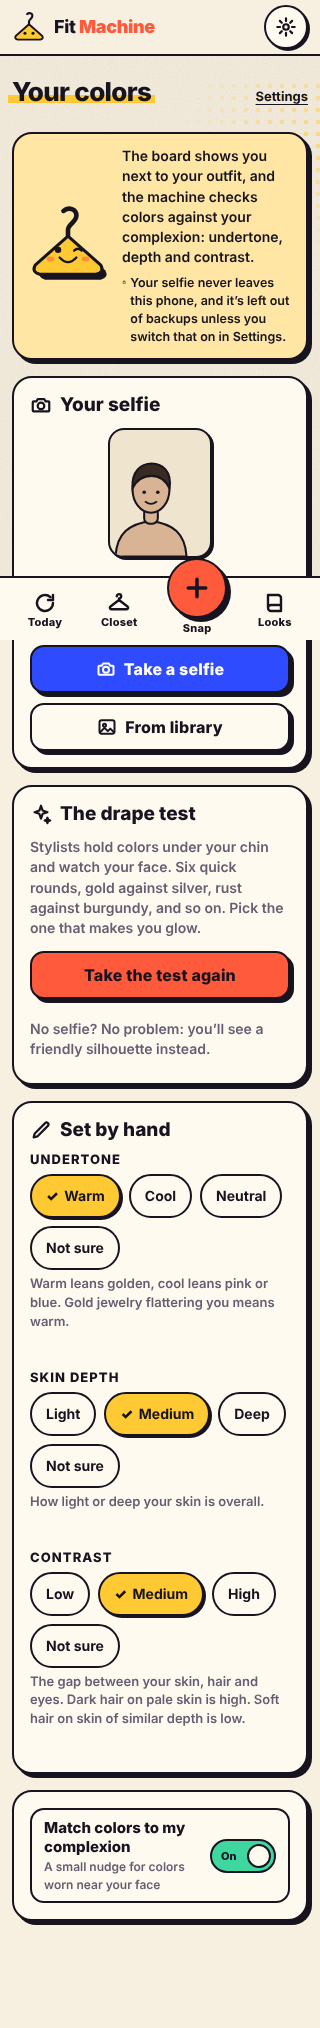 Fit Machine
Your colors
Settings
The board shows you
next to your outfit, and
the machine checks
colors against your
complexion: undertone,
depth and contrast.
Your selfie never leaves
this phone, and it’s left out
of backups unless you
switch that on in Settings.
Your selfie
Today
Closet
Snap
Looks
Take a selfie
From library
The drape test
Stylists hold colors under your chin
and watch your face. Six quick
rounds, gold against silver, rust
against burgundy, and so on. Pick the
one that makes you glow.
Take the test again
No selfie? No problem: you’ll see a
friendly silhouette instead.
Set by hand
UNDERTONE
Warm
Cool
Neutral
Not sure
Warm leans golden, cool leans pink or
blue. Gold jewelry flattering you means
warm.
SKIN DEPTH
Light
Medium
Deep
Not sure
How light or deep your skin is overall.
CONTRAST
Low
Medium
High
Not sure
The gap between your skin, hair and
eyes. Dark hair on pale skin is high. Soft
hair on skin of similar depth is low.
Match colors to my
complexion
A small nudge for colors
worn near your face
On